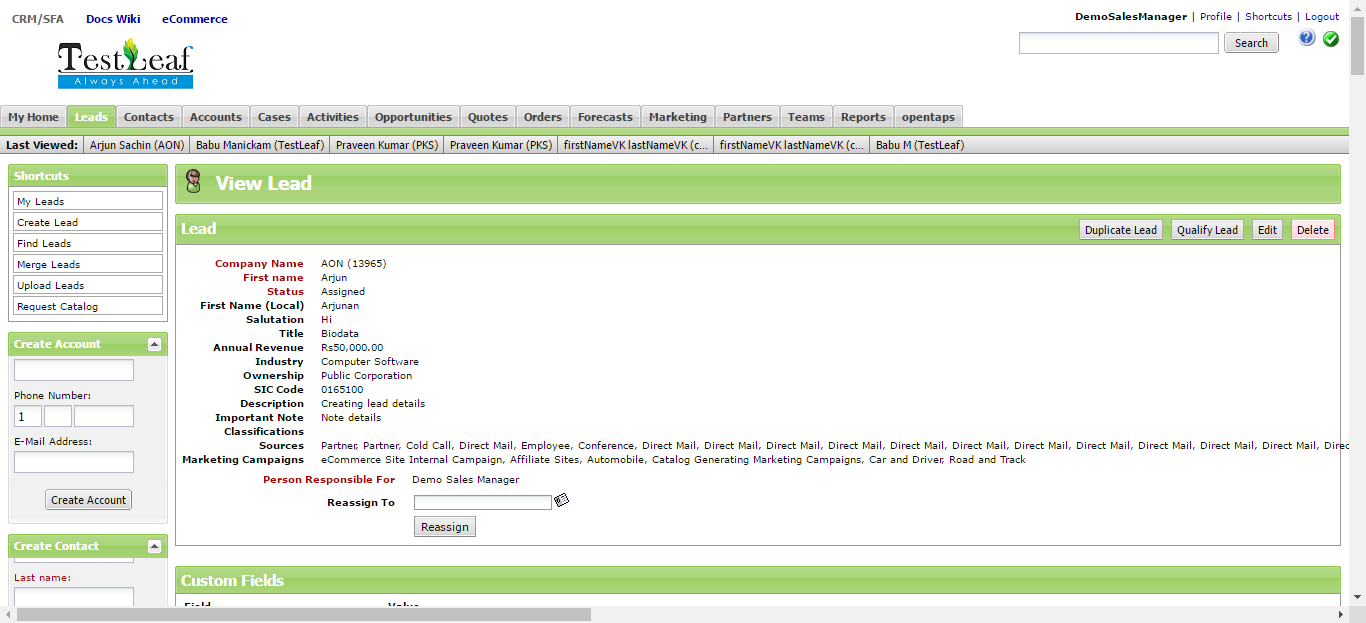 CRM/SFA Docs Wiki eCommerce
DemoSalesManager | Profile | Shortcuts | Logout
Search
TestLeaf
Always Ahead
My Home Leads Contacts Accounts Cases Activities Opportunities Quotes Orders Forecasts Marketing Partners Teams Reports opentaps
Last Viewed: Arjun Sachin (AON) Babu Manickam (TestLeaf) Praveen Kumar (PKS) Praveen Kumar (PKS) firstNameVK lastNameVK (c... firstNameVK lastNameVK (c... Babu M (TestLeaf)
Shortcuts
My Leads
Create Lead
Find Leads
Merge Leads
Upload Leads
Request Catalog
Create Account
Phone Number:
1
E-Mail Address:
Create Account
Create Contact
Last name:
View Lead
Lead
Duplicate Lead Qualify Lead Edit Delete
Company Name AON (13965)
First name Arjun
Status Assigned
First Name (Local) Arjunan
Salutation Hi
Title Biodata
Annual Revenue Rs50,000.00
Industry Computer Software
Ownership Public Corporation
SIC Code 0165100
Description Creating lead details
Important Note Note details
Classifications
Sources Partner, Partner, Cold Call, Direct Mail, Employee, Conference, Direct Mail, Direct Mail, Direct Mail, Direct Mail, Direct Mail, Direct Mail, Direct Mail, Direct Mail, Direct Mail, Direct Mail, Direct Mail, Direc
Marketing Campaigns eCommerce Site Internal Campaign, Affiliate Sites, Automobile, Catalog Generating Marketing Campaigns, Car and Driver, Road and Track
Person Responsible For Demo Sales Manager
Reassign To
Reassign
Custom Fields
Field Value